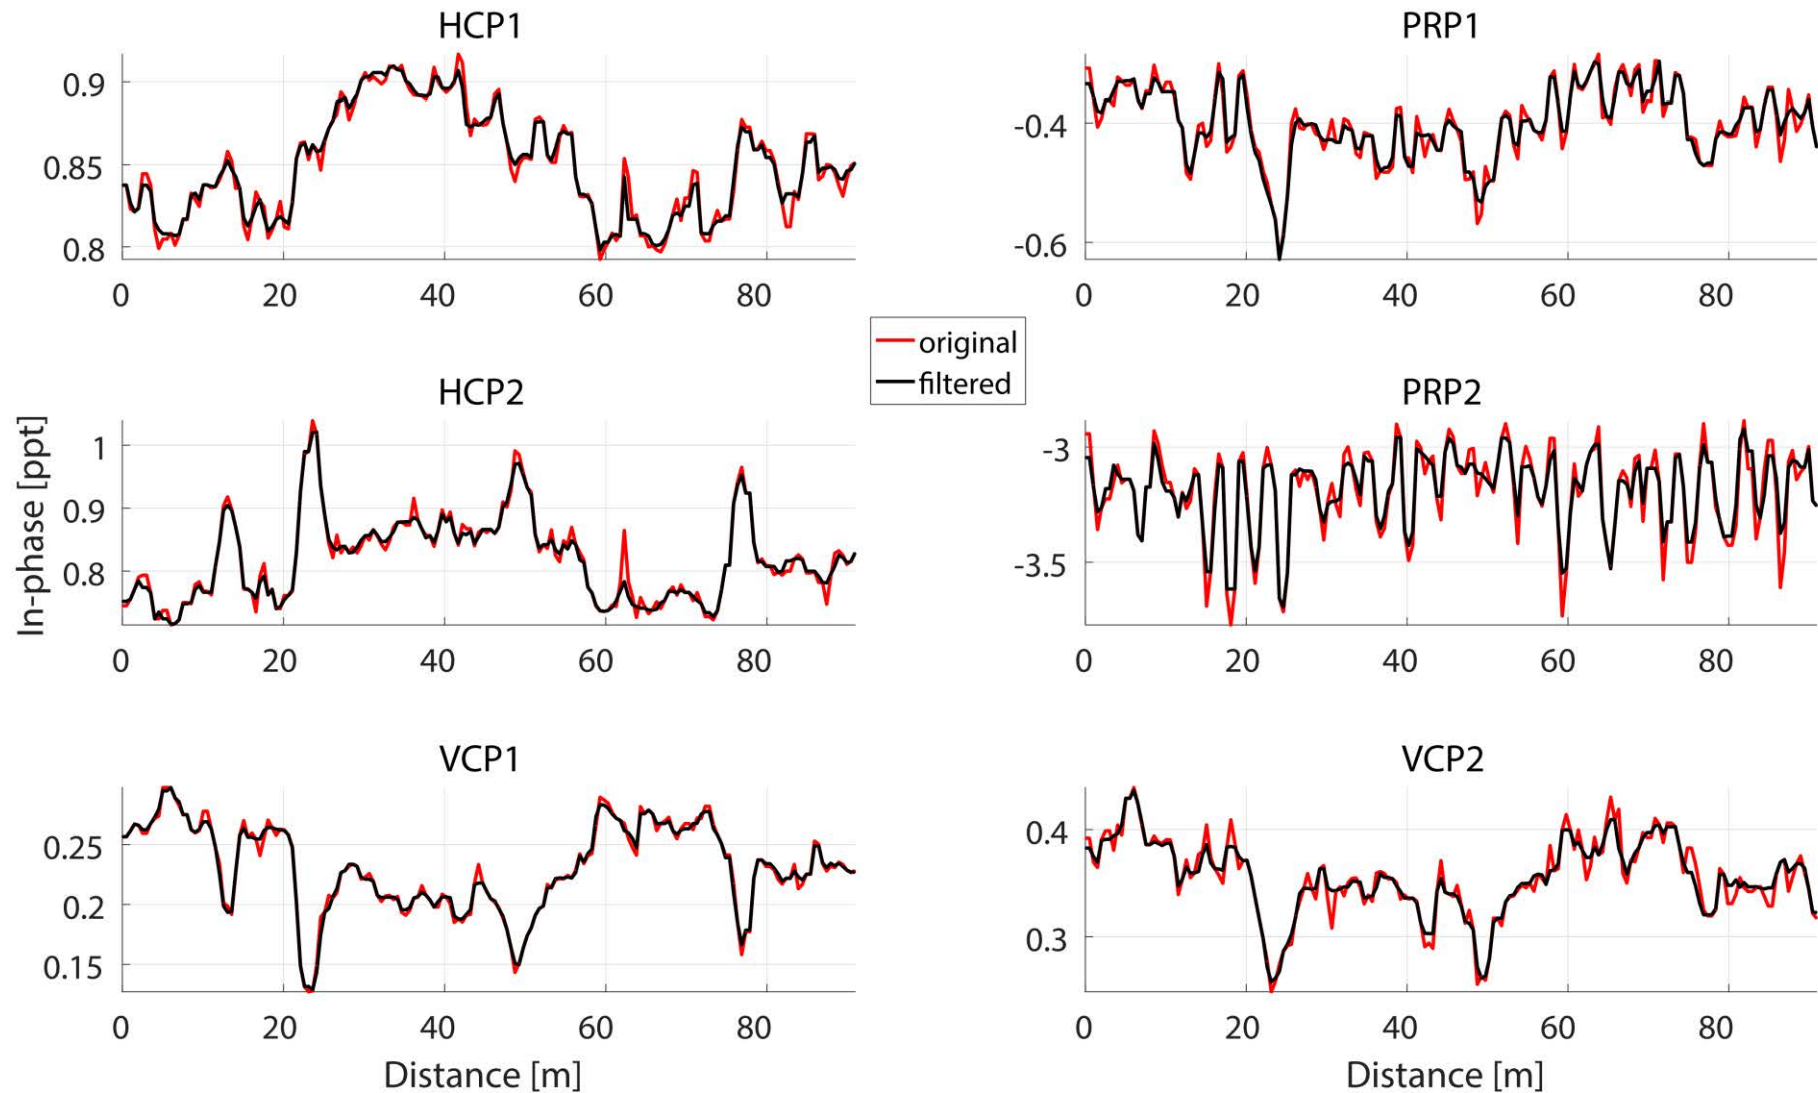 HCP1
0.9
0.85
0.8
0 20 40 60 80
PRP1
-0.4
-0.6
0 20 40 60 80
original
filtered
In-phase [ppt]
HCP2
1
0.9
0.8
0 20 40 60 80
PRP2
-3
-3.5
0 20 40 60 80
VCP1
0.25
0.2
0.15
0 20 40 60 80
Distance [m]
VCP2
0.4
0.3
0 20 40 60 80
Distance [m]